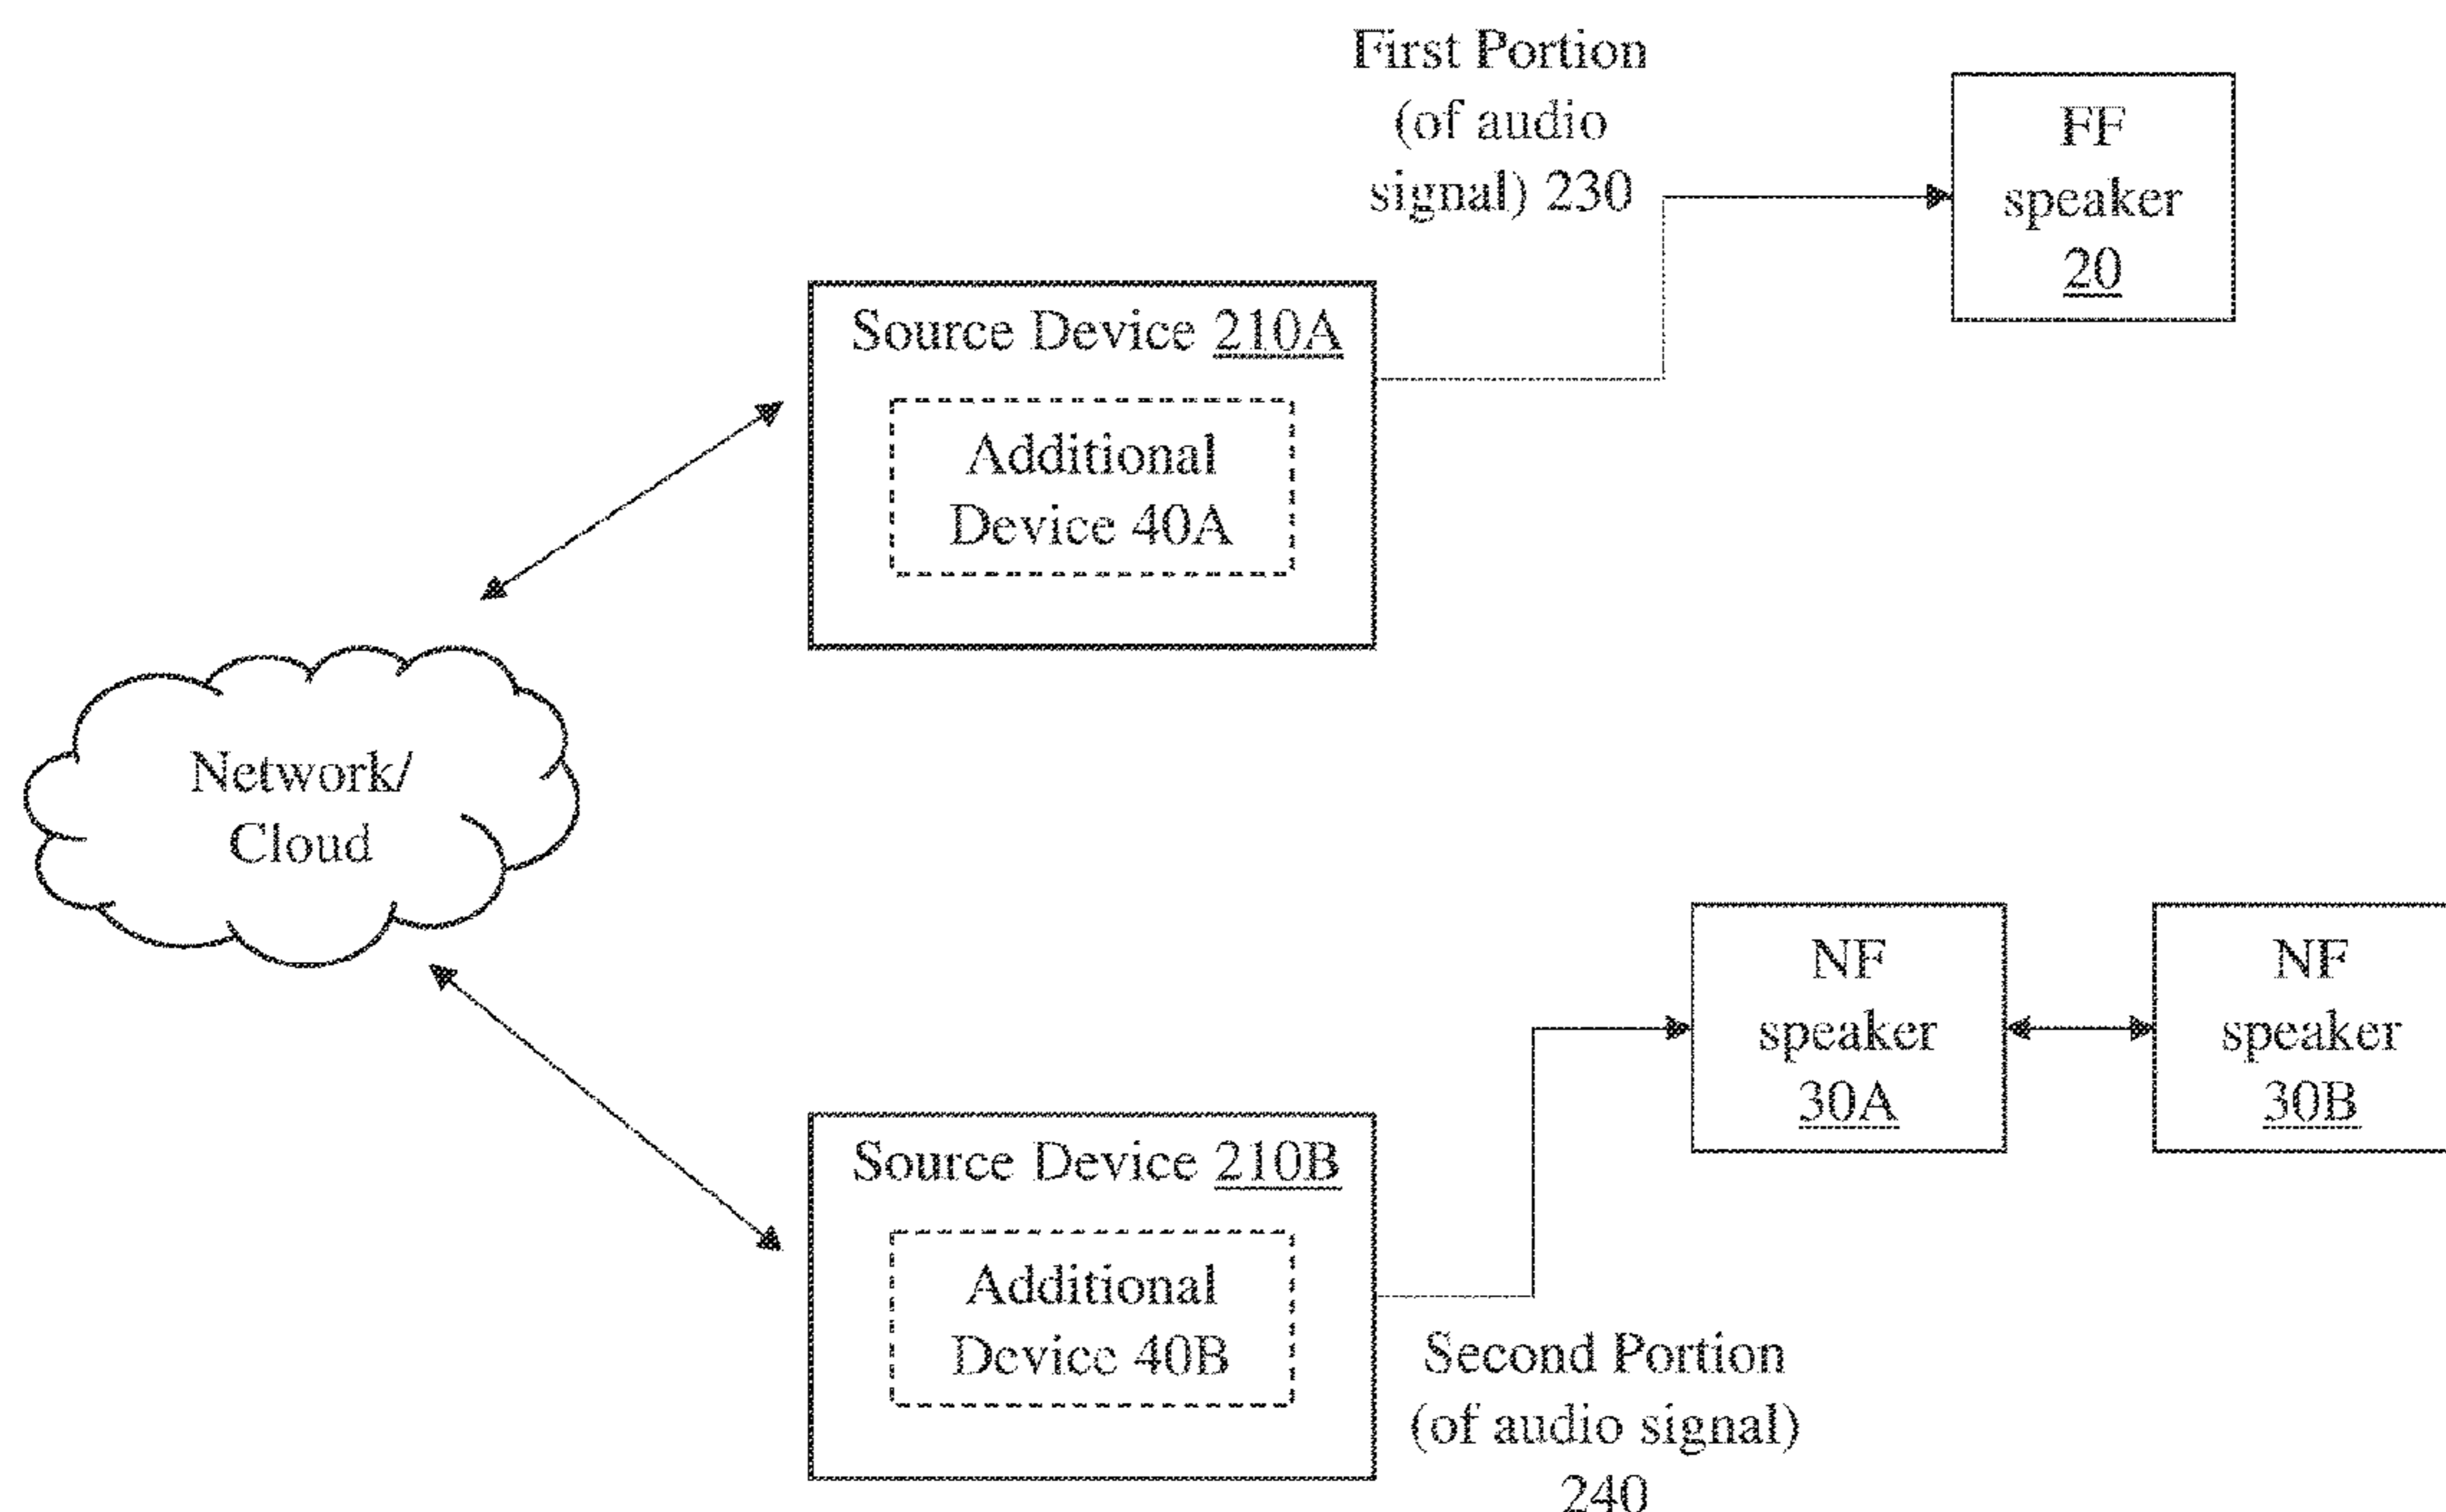 First Portion
(of audio
signal) 230
FF
speaker
20
Source Device 210A
Additional
Device 40A
Network/
Cloud
NF
speaker
30A
NF
speaker
30B
Source Device 210B
Additional
Device 40B
Second Portion
(of audio signal)
240